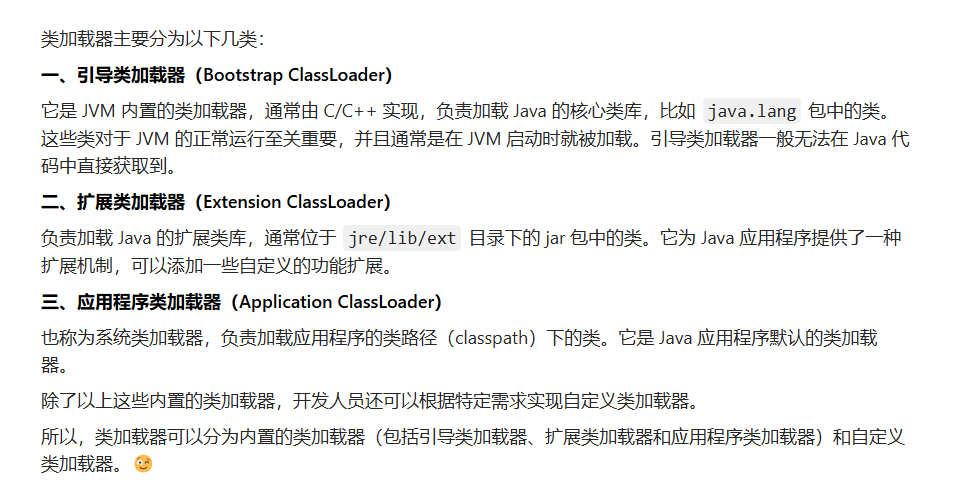 类加载器主要分为以下几类：
一、引导类加载器（Bootstrap ClassLoader）
它是 JVM 内置的类加载器，通常由 C/C++ 实现，负责加载 Java 的核心类库，比如 java.lang 包中的类。
这些类对于 JVM 的正常运行至关重要，并且通常是在 JVM 启动时就被加载。引导类加载器一般无法在 Java 代
码中直接获取到。
二、扩展类加载器（Extension ClassLoader）
负责加载 Java 的扩展类库，通常位于 jre/lib/ext 目录下的 jar 包中的类。它为 Java 应用程序提供了一种
扩展机制，可以添加一些自定义的功能扩展。
三、应用程序类加载器（Application ClassLoader）
也称为系统类加载器，负责加载应用程序的类路径（classpath）下的类。它是 Java 应用程序默认的类加载
器。
除了以上这些内置的类加载器，开发人员还可以根据特定需求实现自定义类加载器。
所以，类加载器可以分为内置的类加载器（包括引导类加载器、扩展类加载器和应用程序类加载器）和自定义
类加载器。😉